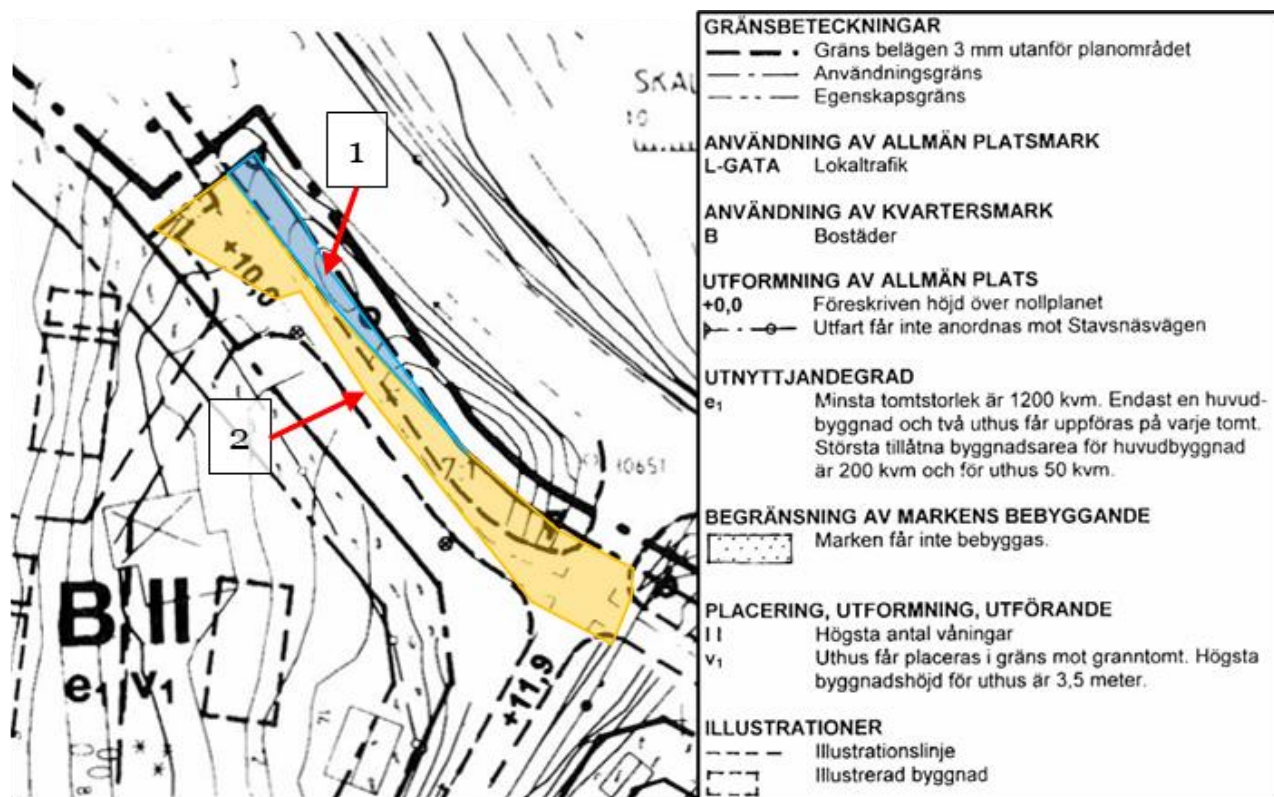 SKAU
10
1
+10,0
2
7.1
10651
B II
e₁ v₁
+11,9
GRÄNSBETECKNINGAR
Gräns belägen 3 mm utanför planområdet
Användningsgräns
Egenskapsgräns
ANVÄNDNING AV ALLMÄN PLATSMARK
L-GATA Lokaltrafik
ANVÄNDNING AV KVARTERSMARK
B Bostäder
UTFORMNING AV ALLMÄN PLATS
+0,0 Föreskriven höjd över nollplanet
Utfart får inte anordnas mot Stavsnäsvägen
UTNYTTJANDEGRAD
e₁ Minsta tomtstorlek är 1200 kvm. Endast en huvud-
byggnad och två uthus får uppföras på varje tomt.
Största tillåtna byggnadsarea för huvudbyggnad
är 200 kvm och för uthus 50 kvm.
BEGRÄNSNING AV MARKENS BEBYGGANDE
Marken får inte bebyggas.
PLACERING, UTFORMNING, UTFÖRANDE
I I Högsta antal våningar
v₁ Uthus får placeras i gräns mot granntomt. Högsta
byggnadshöjd för uthus är 3,5 meter.
ILLUSTRATIONER
Illustrationslinje
Illustrerad byggnad